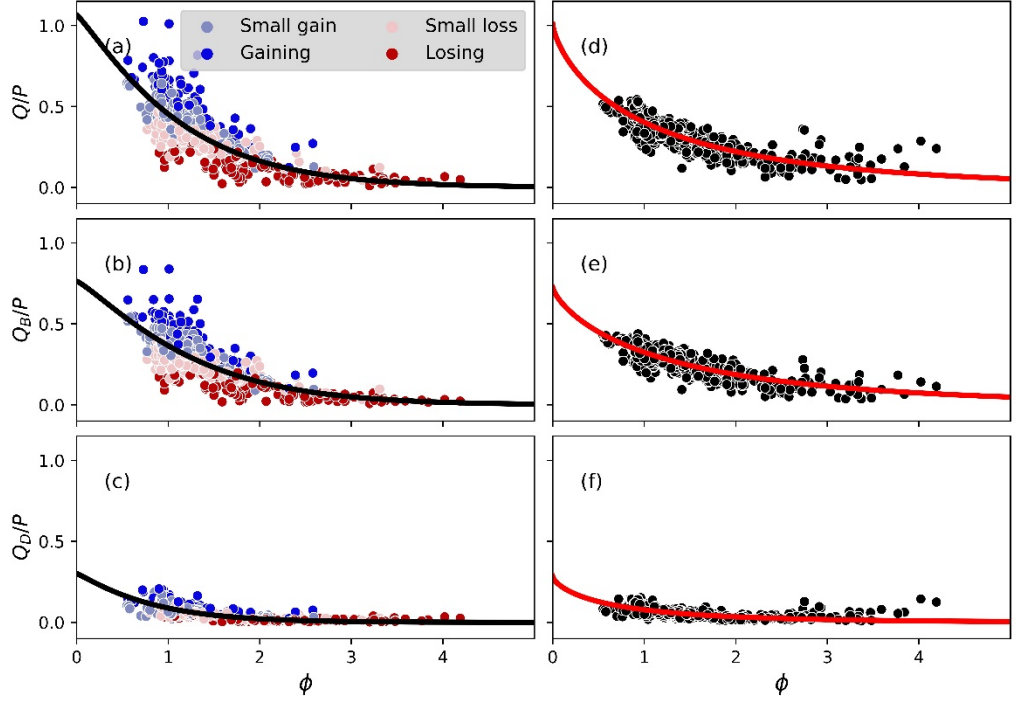 1.0
0.5
0.0
Q/P
(a)
Small gain
Small loss
Gaining
Losing
(d)
1.0
0.5
0.0
Q_B/P
(b)
(e)
1.0
0.5
0.0
Q_D/P
(c)
(f)
0 1 2 3 4
ϕ
0 1 2 3 4
ϕ